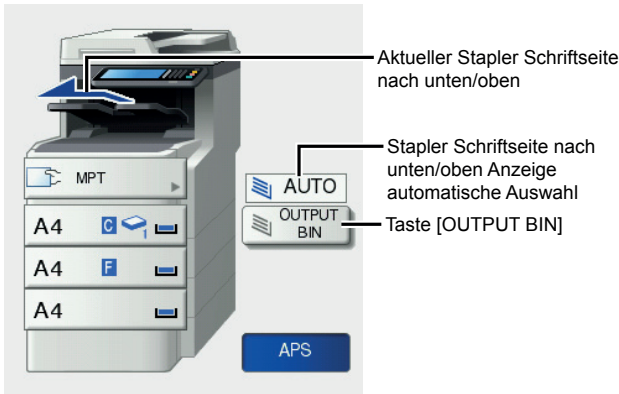 Aktueller Stapler Schriftseite
nach unten/oben
Stapler Schriftseite nach
unten/oben Anzeige
automatische Auswahl
Taste [OUTPUT BIN]
MPT
AUTO
OUTPUT
BIN
A4 C 1
A4 F
A4
APS